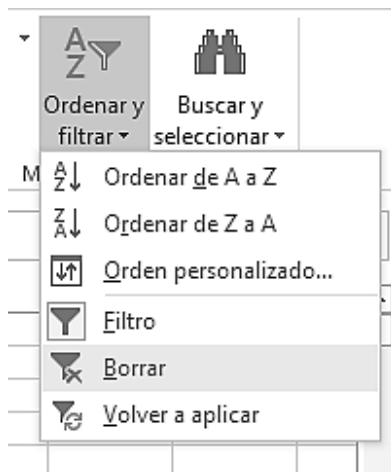 Ordenar y
filtrar
Buscar y
seleccionar
M
Ordenar de A a Z
Ordenar de Z a A
Orden personalizado...
Filtro
Borrar
Volver a aplicar